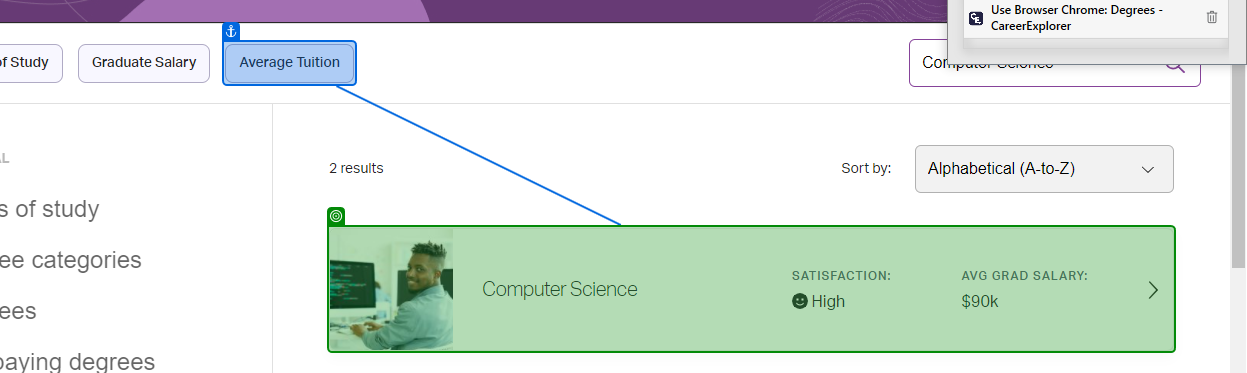 Use Browser Chrome: Degrees -
CareerExplorer
of Study
Graduate Salary
Average Tuition
Computer Science
2 results
Sort by:
Alphabetical (A-to-Z)
s of study
ee categories
ees
paying degrees
Computer Science
SATISFACTION:
High
AVG GRAD SALARY:
$90k